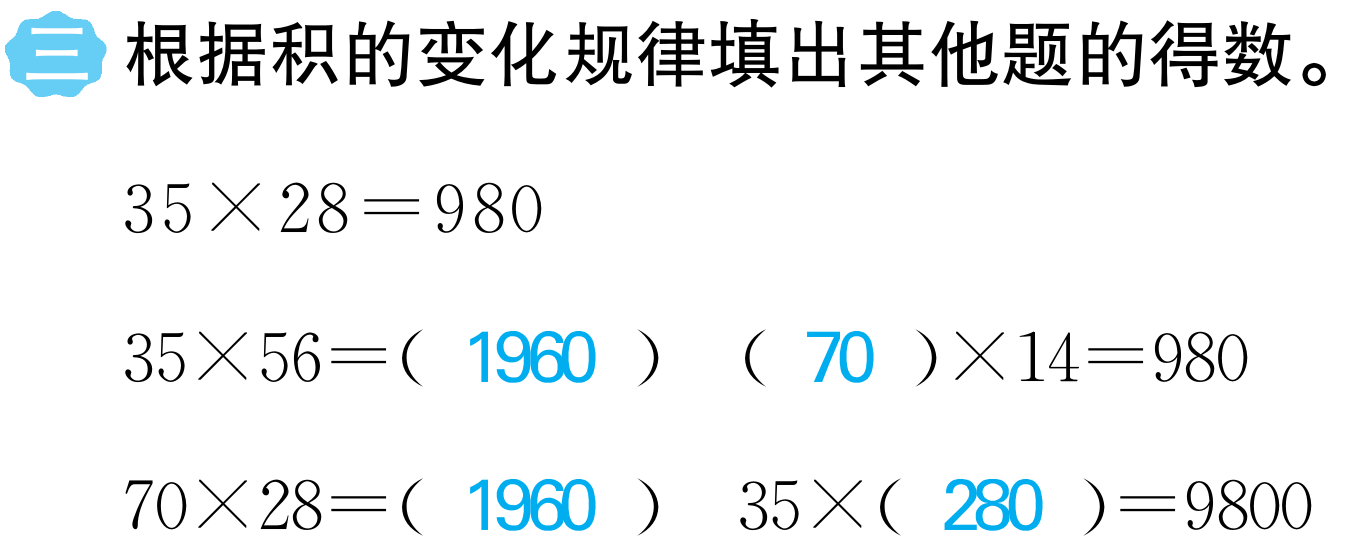 三 根据积的变化规律填出其他题的得数。
35×28=980
35×56=( 1960 ) ( 70 )×14=980
70×28=( 1960 ) 35×( 280 )=9800